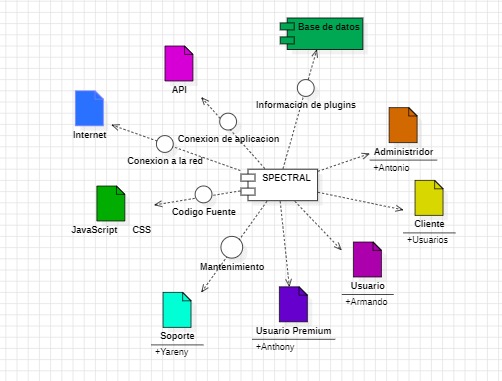 Base de datos
API
Informacion de plugins
Internet
Conexion de aplicacion
Administridor
+Antonio
Conexion a la red
SPECTRAL
Codigo Fuente
JavaScript CSS
Cliente
+Usuarios
Mantenimiento
Usuario
+Armando
Soporte
+Yareny
Usuario Premium
+Anthony